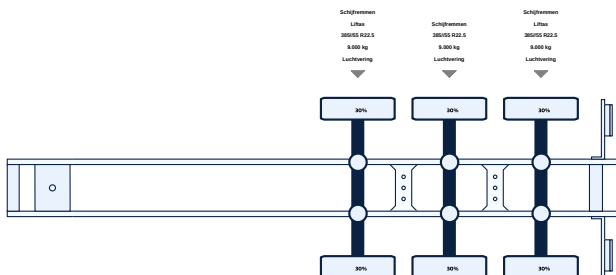 Schijfremmen
Liftas
385/55 R22.5
9.000 kg
Luchtvering
Schijfremmen
385/55 R22.5
9.000 kg
Luchtvering
Schijfremmen
Liftas
385/55 R22.5
9.000 kg
Luchtvering
30%
30%
30%
30%
30%
30%